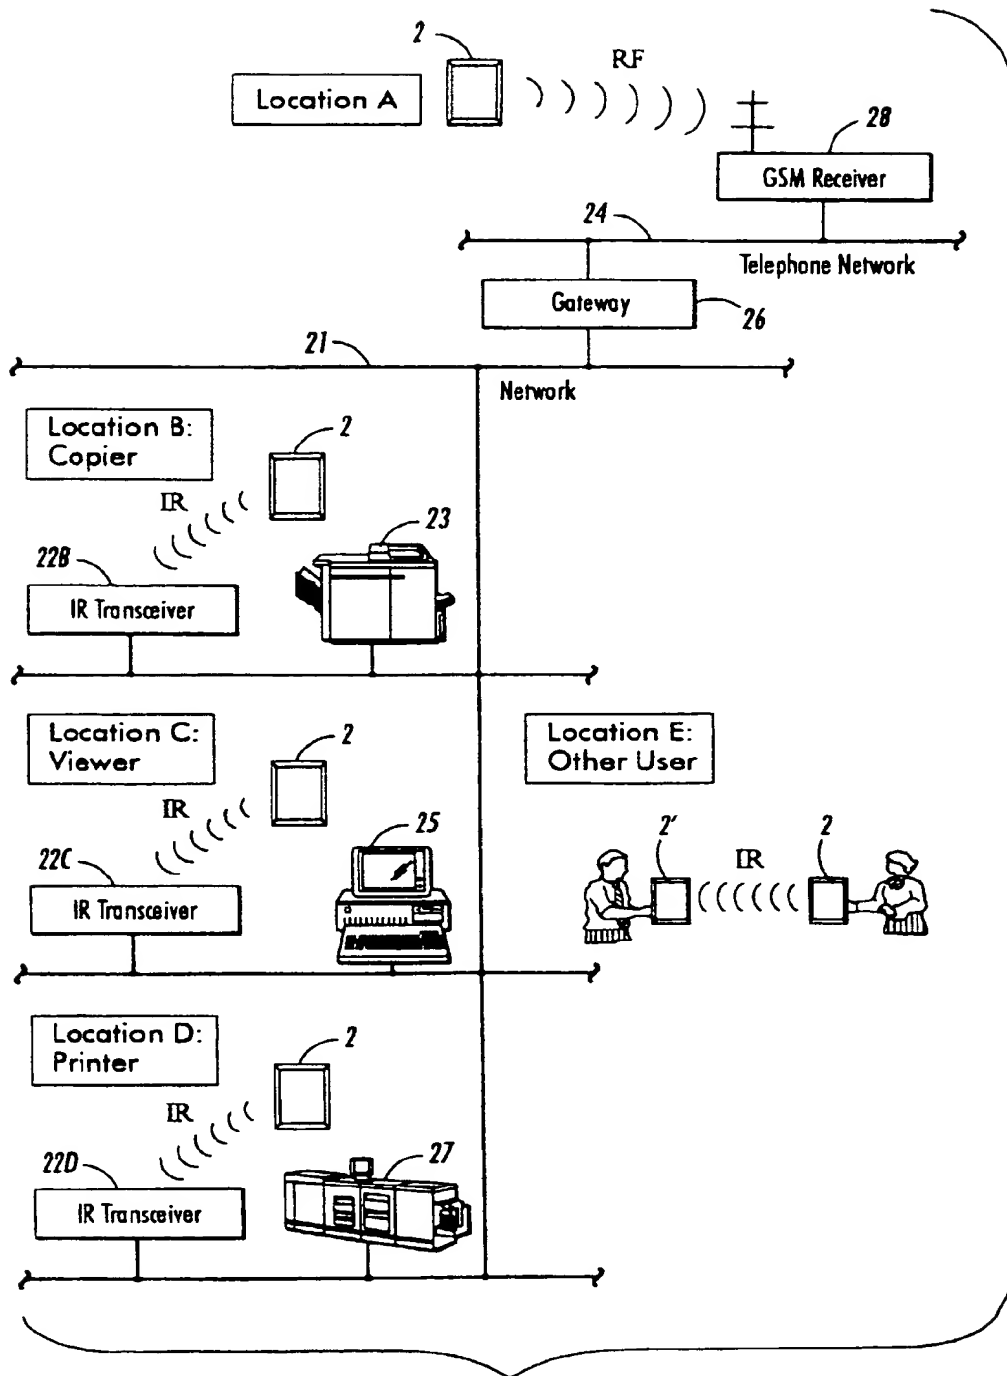 2
RF
Location A
28
GSM Receiver
24
Telephone Network
Gateway
26
21
Network
Location B:
Copier
2
IR
23
22B
IR Transceiver
Location C:
Viewer
2
IR
25
22C
IR Transceiver
Location E:
Other User
2'
IR
2
Location D:
Printer
2
IR
27
22D
IR Transceiver